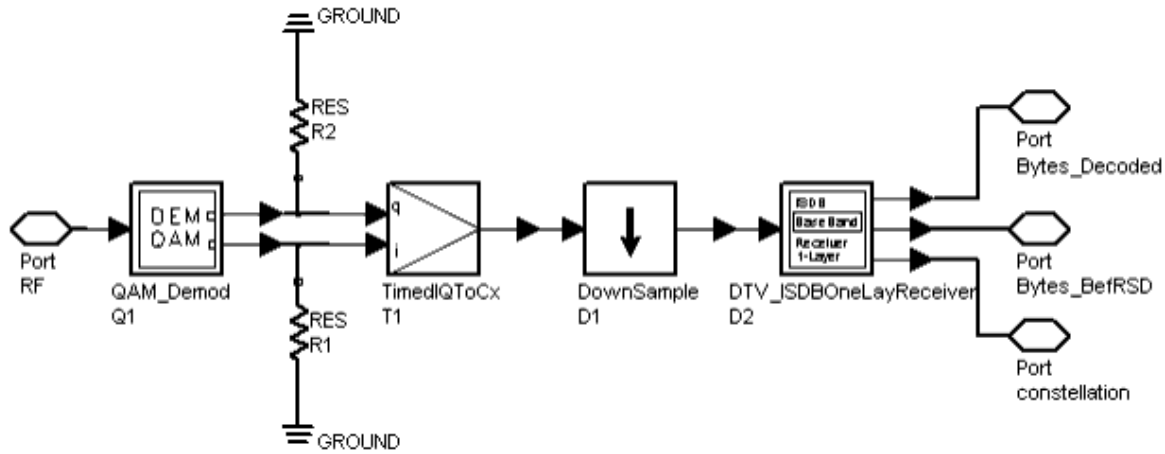 GROUND
RES
R2
Port
RF
DEM
QAM
QAM_Demod
Q1
q
i
TimedIQToCx
T1
DownSample
D1
ISDB
Base Band
Receiver
1-Layer
DTV_ISDBOneLayReceiver
D2
Port
Bytes_Decoded
Port
Bytes_BefRSD
Port
constellation
RES
R1
GROUND